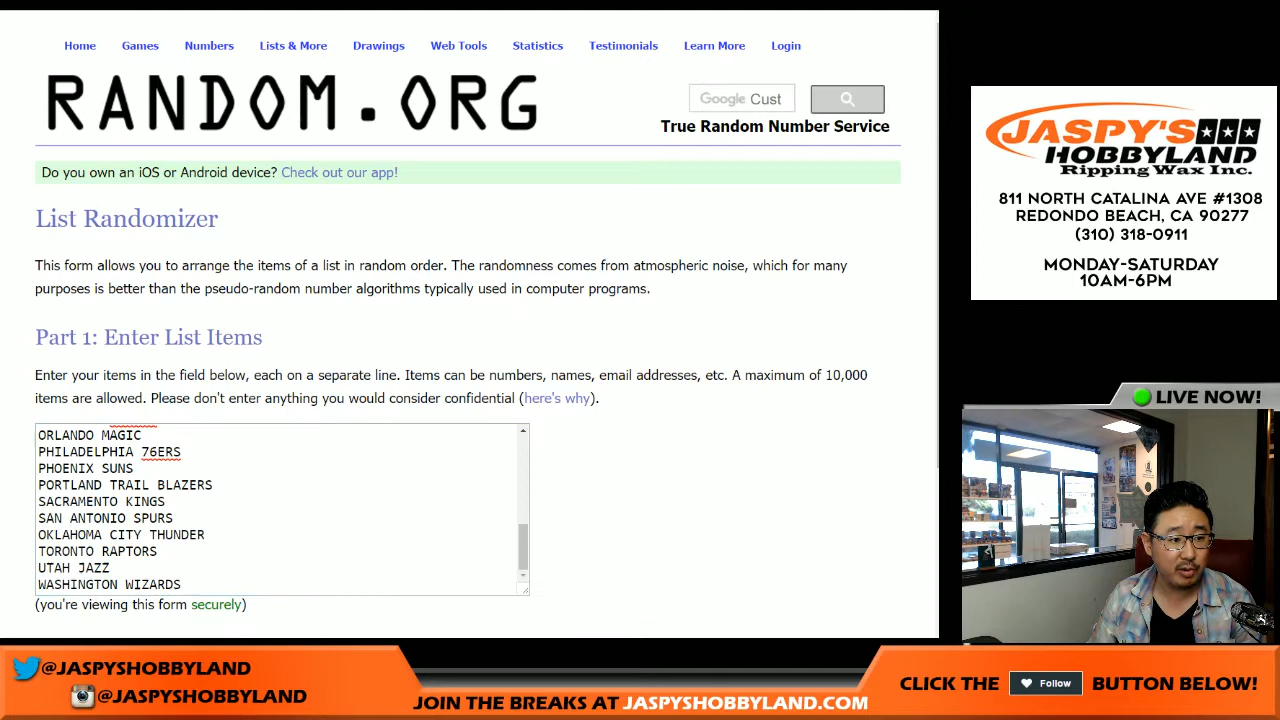 Home Games Numbers Lists & More Drawings Web Tools Statistics Testimonials Learn More Login
RANDOM.ORG
Google Cust
True Random Number Service
Do you own an iOS or Android device? Check out our app!
List Randomizer
This form allows you to arrange the items of a list in random order. The randomness comes from atmospheric noise, which for many
purposes is better than the pseudo-random number algorithms typically used in computer programs.
Part 1: Enter List Items
Enter your items in the field below, each on a separate line. Items can be numbers, names, email addresses, etc. A maximum of 10,000
items are allowed. Please don't enter anything you would consider confidential (here's why).
ORLANDO MAGIC
PHILADELPHIA 76ERS
PHOENIX SUNS
PORTLAND TRAIL BLAZERS
SACRAMENTO KINGS
SAN ANTONIO SPURS
OKLAHOMA CITY THUNDER
TORONTO RAPTORS
UTAH JAZZ
WASHINGTON WIZARDS
(you're viewing this form securely)
JASPY'S
HOBBYLAND
Ripping Wax Inc.
811 NORTH CATALINA AVE #1308
REDONDO BEACH, CA 90277
(310) 318-0911
MONDAY-SATURDAY
10AM-6PM
LIVE NOW!
@JASPYSHOBBYLAND
@JASPYSHOBBYLAND
JOIN THE BREAKS AT JASPYSHOBBYLAND.COM
CLICK THE Follow BUTTON BELOW!